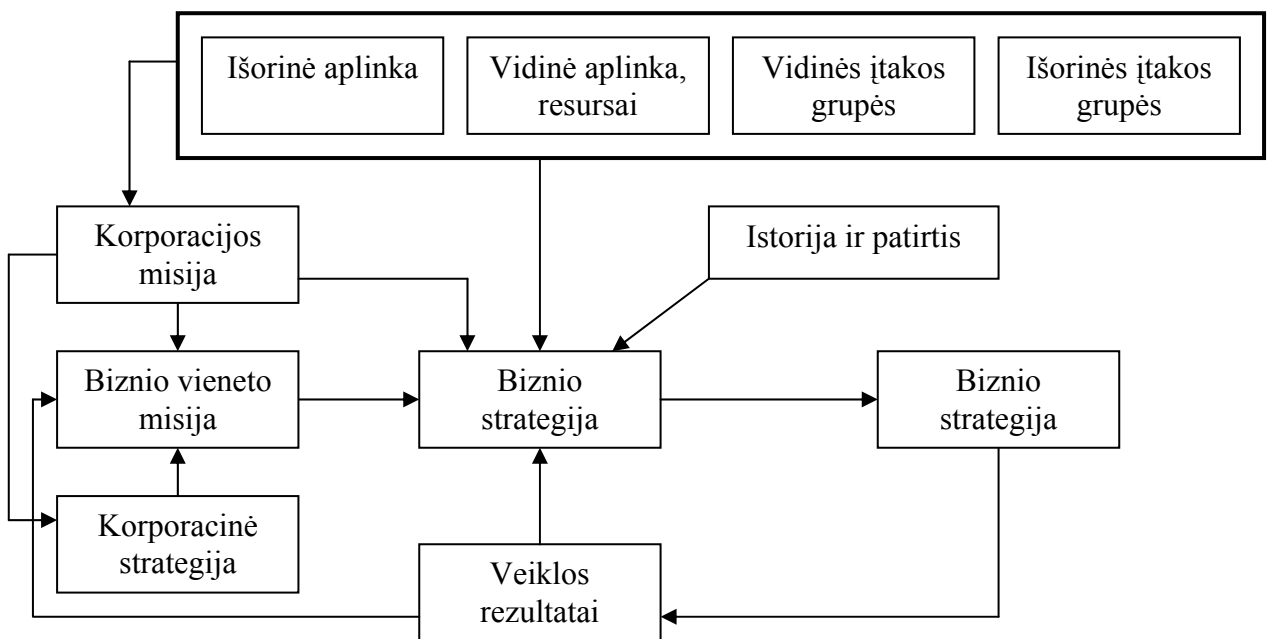 Išorinė aplinka
Vidinė aplinka,
resursai
Vidinės įtakos
grupės
Išorinės įtakos
grupės
Korporacijos
misija
Istorija ir patirtis
Biznio vieneto
misija
Biznio
strategija
Biznio
strategija
Korporacinė
strategija
Veiklos
rezultatai